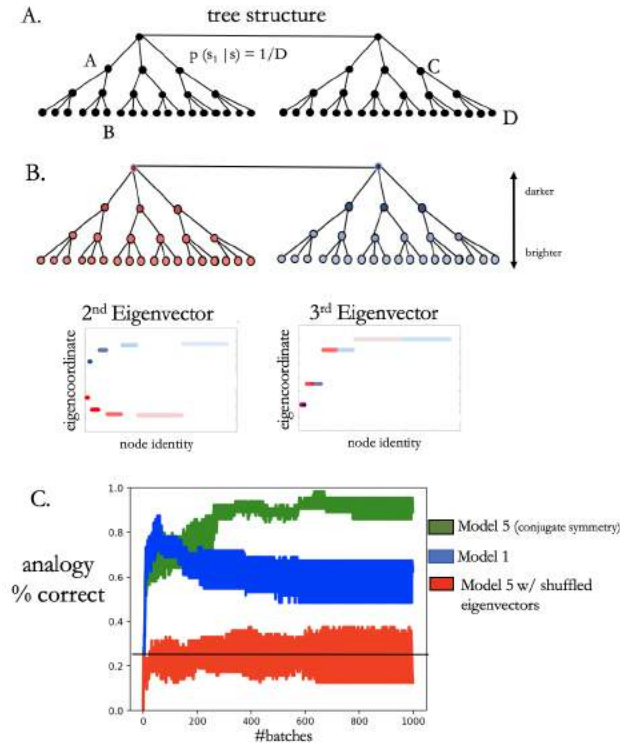 A.
tree structure
p (s₁ |s) = 1/D
A
C
B
D
B.
darker
brighter
2nd Eigenvector
3rd Eigenvector
eigencoordinate
eigencoordinate
node identity
node identity
C.
1.0
0.8
0.6
0.4
0.2
0.0
analogy
% correct
0
200
400
600
800
1000
#batches
Model 5 (conjugate symmetry)
Model 1
Model 5 w/ shuffled
eigenvectors